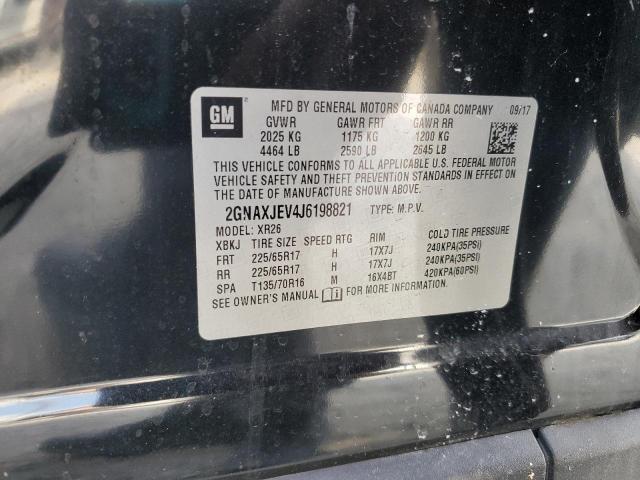 GM
MFD BY GENERAL MOTORS OF CANADA COMPANY 09/17
GVWR GAWR FRT GAWR RR
2025 KG 1175 KG 1200 KG
4464 LB 2590 LB 2645 LB
THIS VEHICLE CONFORMS TO ALL APPLICABLE U.S. FEDERAL MOTOR
VEHICLE SAFETY AND THEFT PREVENTION STANDARDS IN EFFECT ON
THE DATE OF MANUFACTURE SHOWN ABOVE.
2GNAXJEV4J6198821 TYPE: M.P.V.
MODEL: XR26
XBKJ TIRE SIZE SPEED RTG RIM COLD TIRE PRESSURE
FRT 225/65R17 H 17X7J 240KPA(35PSI)
RR 225/65R17 H 17X7J 240KPA(35PSI)
SPA T135/70R16 M 16X4BT 420KPA(60PSI)
SEE OWNER'S MANUAL FOR MORE INFORMATION